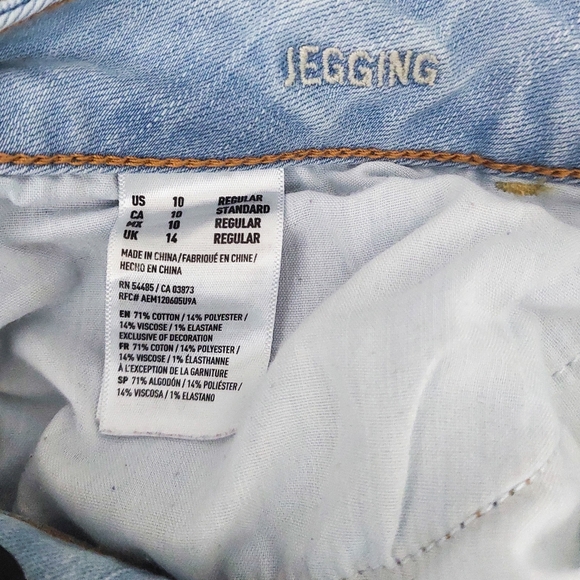 JEGGING
US 10 REGULAR
CA 10 STANDARD
MX 10 REGULAR
UK 14 REGULAR
MADE IN CHINA/FABRIQUÉ EN CHINE/
HECHO EN CHINA
RN 54485 / CA 03873
RFC# AEM120605U9A
EN 71% COTTON / 14% POLYESTER /
14% VISCOSE / 1% ELASTANE
EXCLUSIVE OF DECORATION
FR 71% COTON / 14% POLYESTER /
14% VISCOSE / 1% ÉLASTHANNE
À L'EXCEPTION DE LA GARNITURE
SP 71% ALGODÓN / 14% POLIÉSTER /
14% VISCOSA / 1% ELASTANO